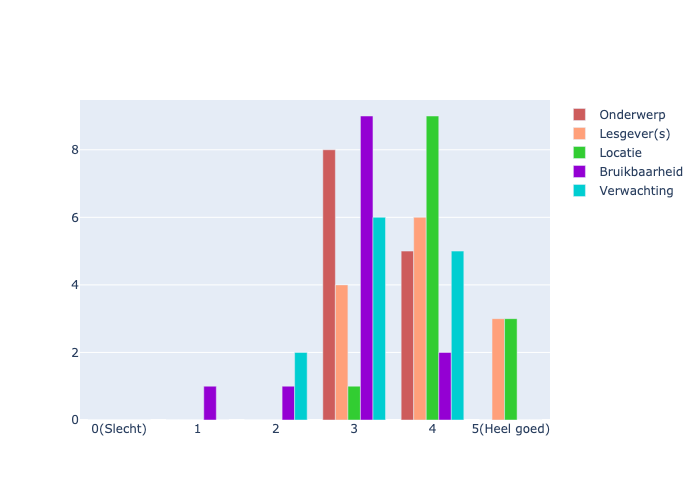 Onderwerp
Lesgever(s)
Locatie
Bruikbaarheid
Verwachting
8
6
4
2
0
0(Slecht) 1 2 3 4 5(Heel goed)